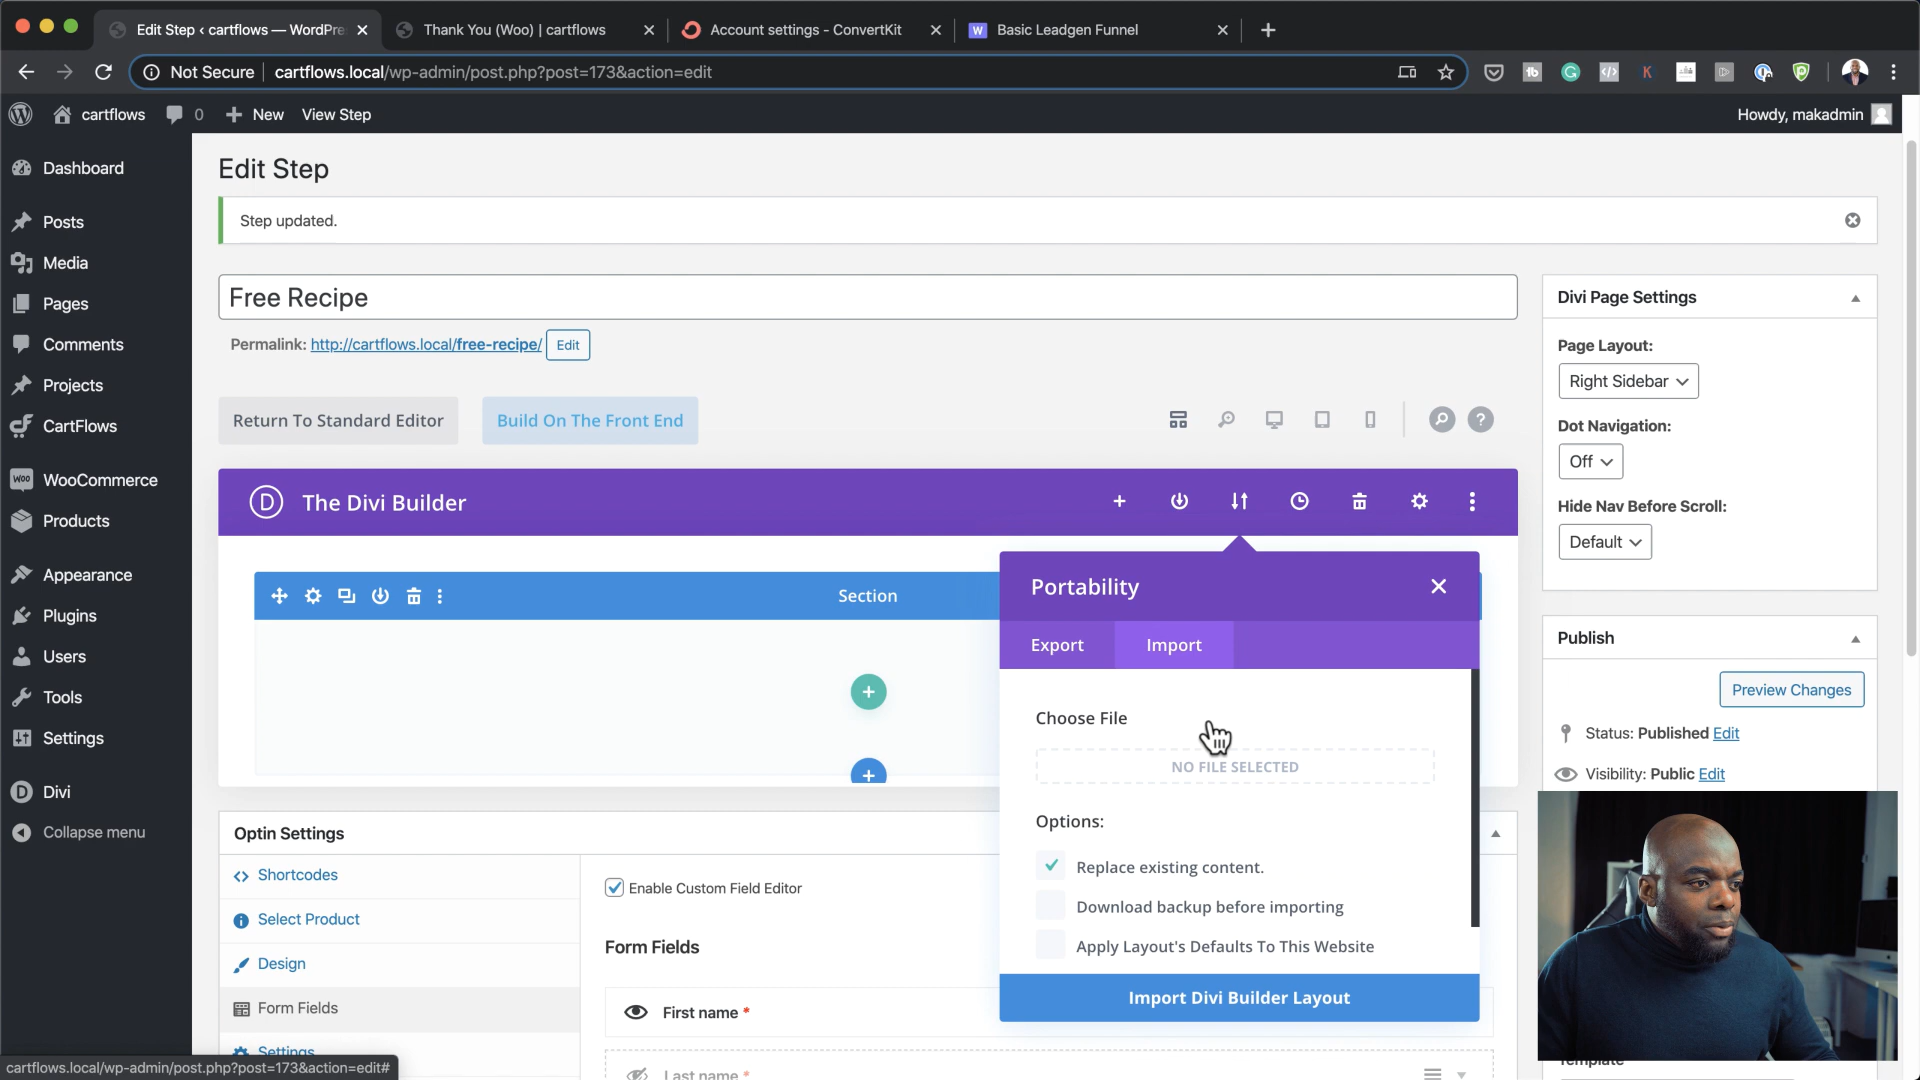 Edit Step ‹ cartflows — WordPre
Thank You (Woo) | cartflows
Account settings - ConvertKit
W
Basic Leadgen Funnel
Not Secure
cartflows.local/wp-admin/post.php?post=173&action=edit
cartflows
0
New
View Step
Howdy, makadmin
Dashboard
Posts
Media
Pages
Comments
Projects
CartFlows
WooCommerce
Products
Appearance
Plugins
Users
Tools
Settings
Divi
Collapse menu
Edit Step
Step updated.
Free Recipe
Permalink: http://cartflows.local/free-recipe/
Edit
Return To Standard Editor
Build On The Front End
The Divi Builder
Section
Portability
Export
Import
Choose File
NO FILE SELECTED
Options:
Replace existing content.
Download backup before importing
Apply Layout's Defaults To This Website
Import Divi Builder Layout
Optin Settings
Shortcodes
Select Product
Design
Form Fields
Settings
Enable Custom Field Editor
Form Fields
First name *
Last name *
Divi Page Settings
Page Layout:
Right Sidebar
Dot Navigation:
Off
Hide Nav Before Scroll:
Default
Publish
Preview Changes
Status: Published Edit
Visibility: Public Edit
Template
cartflows.local/wp-admin/post.php?post=173&action=edit#